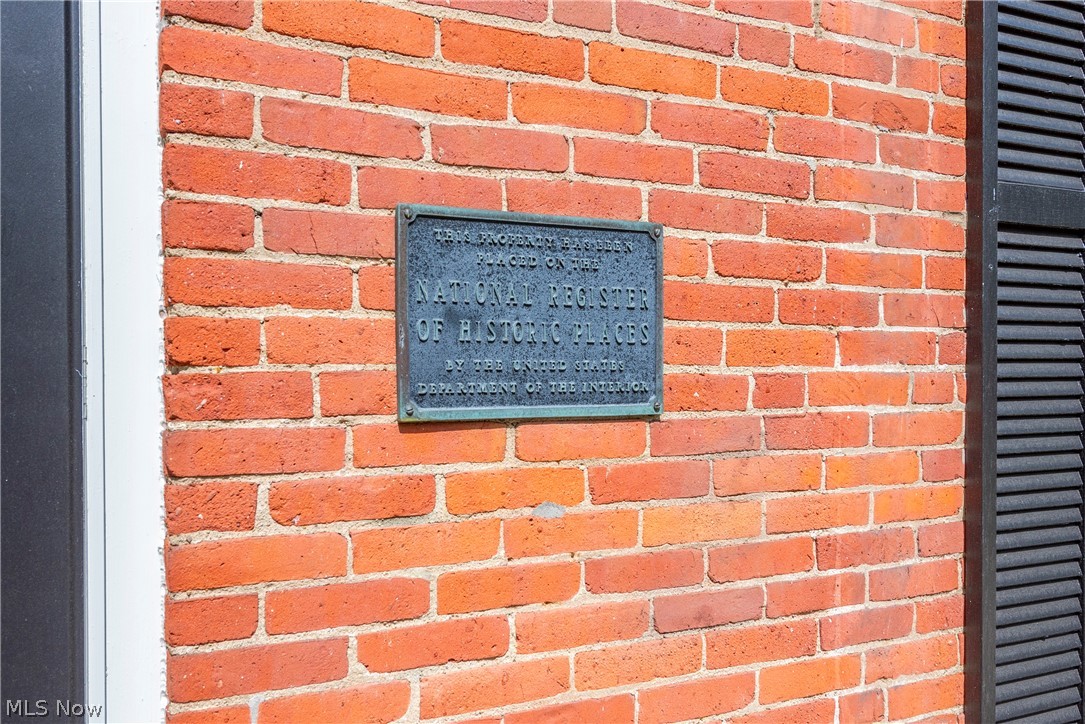 THIS PROPERTY HAS BEEN
PLACED ON THE
NATIONAL REGISTER
OF HISTORIC PLACES
BY THE UNITED STATES
DEPARTMENT OF THE INTERIOR
MLS Now